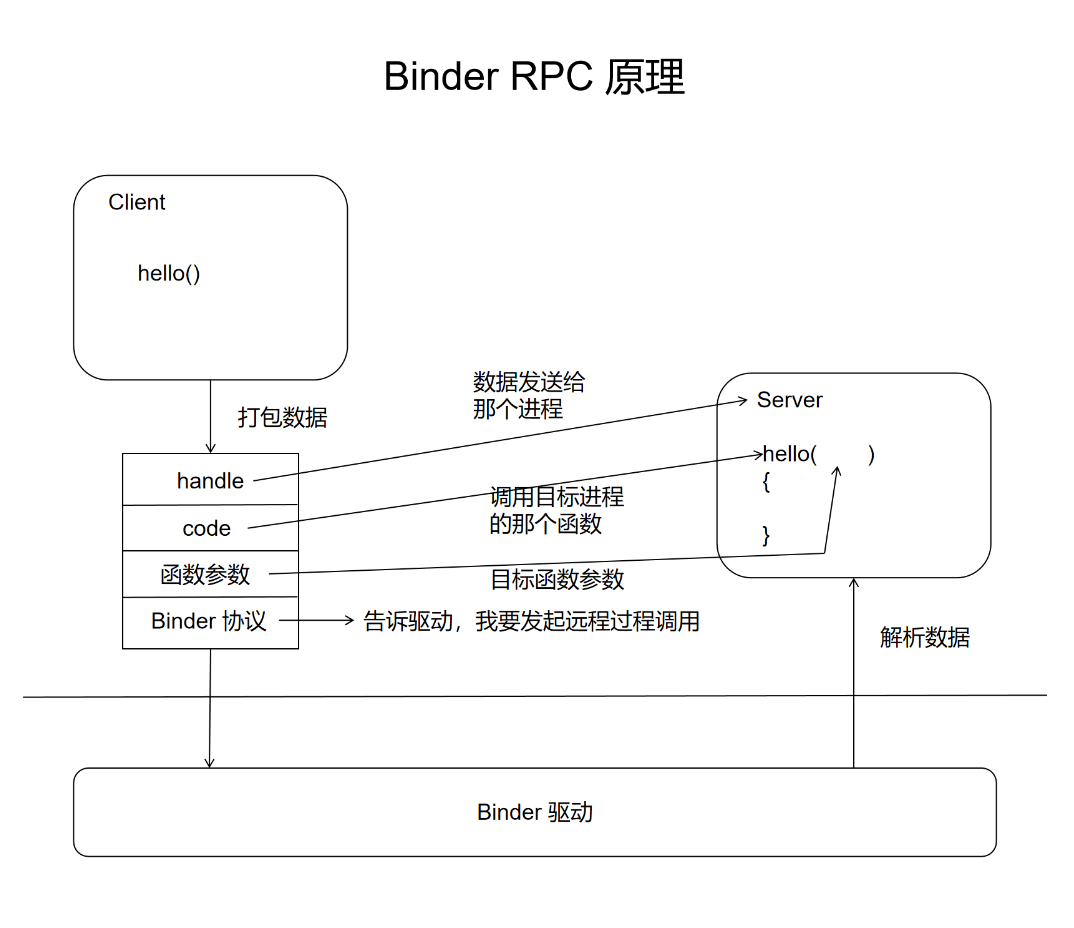 Binder RPC 原理
Client
hello()
打包数据
数据发送给
那个进程
Server
handle
hello( )
{
调用目标进程
的那个函数
code
}
函数参数
目标函数参数
Binder 协议
告诉驱动，我要发起远程过程调用
解析数据
Binder 驱动